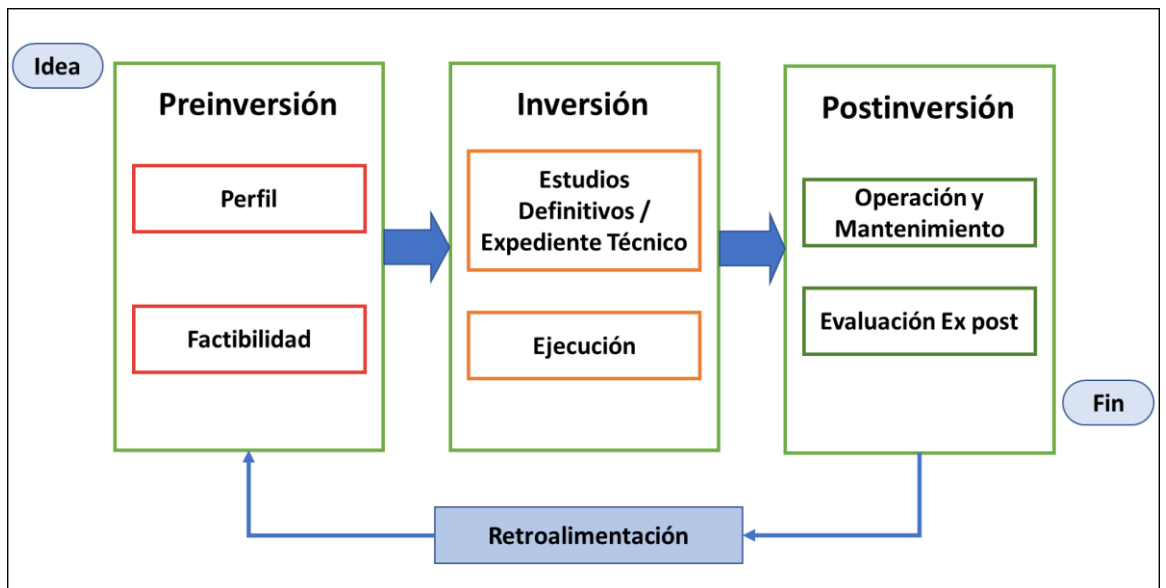 Idea
Preinversión
Perfil
Factibilidad
Inversión
Estudios
Definitivos /
Expediente Técnico
Ejecución
Postinversión
Operación y
Mantenimiento
Evaluación Ex post
Fin
Retroalimentación